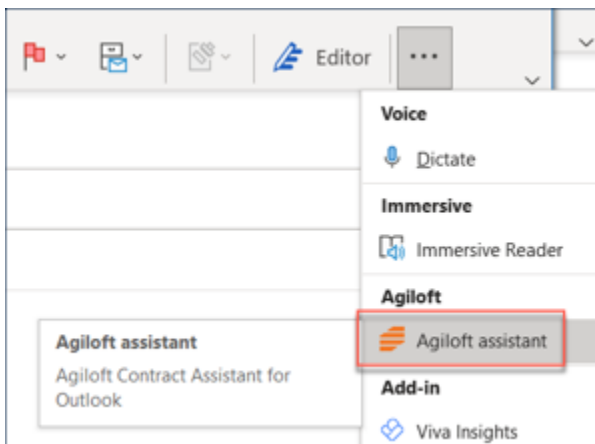 Editor
Voice
Dictate
Immersive
Immersive Reader
Agiloft
Agiloft assistant
Agiloft assistant
Agiloft Contract Assistant for
Outlook
Add-in
Viva Insights